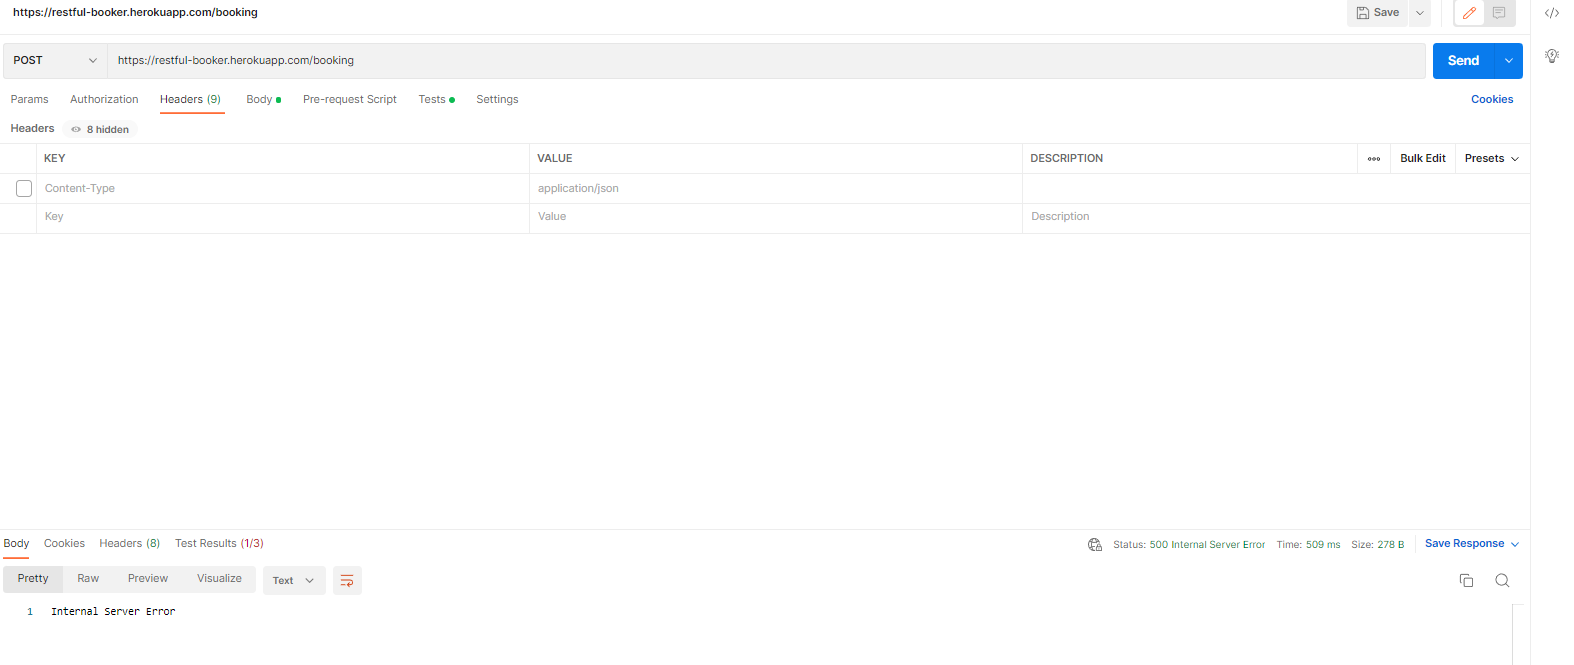 https://restful-booker.herokuapp.com/booking
Save
POST
https://restful-booker.herokuapp.com/booking
Send
Params Authorization Headers (9) Body Pre-request Script Tests Settings Cookies
Headers 8 hidden
KEY VALUE DESCRIPTION Bulk Edit Presets
Content-Type application/json
Key Value Description
Body Cookies Headers (8) Test Results (1/3) Status: 500 Internal Server Error Time: 509 ms Size: 278 B Save Response
Pretty Raw Preview Visualize Text
1 Internal Server Error